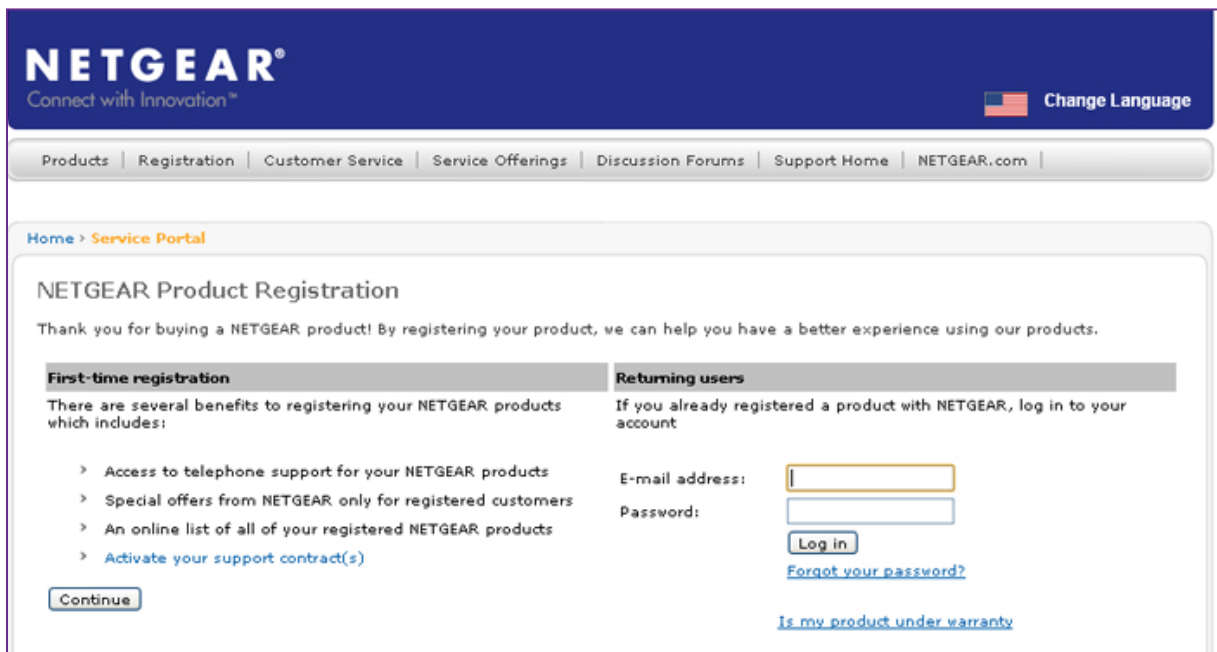 NETGEAR®
Connect with Innovation™
Change Language
Products | Registration | Customer Service | Service Offerings | Discussion Forums | Support Home | NETGEAR.com |
Home > Service Portal
NETGEAR Product Registration
Thank you for buying a NETGEAR product! By registering your product, we can help you have a better experience using our products.
First-time registration
There are several benefits to registering your NETGEAR products
which includes:
> Access to telephone support for your NETGEAR products
> Special offers from NETGEAR only for registered customers
> An online list of all of your registered NETGEAR products
> Activate your support contract(s)
Continue
Returning users
If you already registered a product with NETGEAR, log in to your
account
E-mail address:
Password:
Log in
Forgot your password?
Is my product under warranty